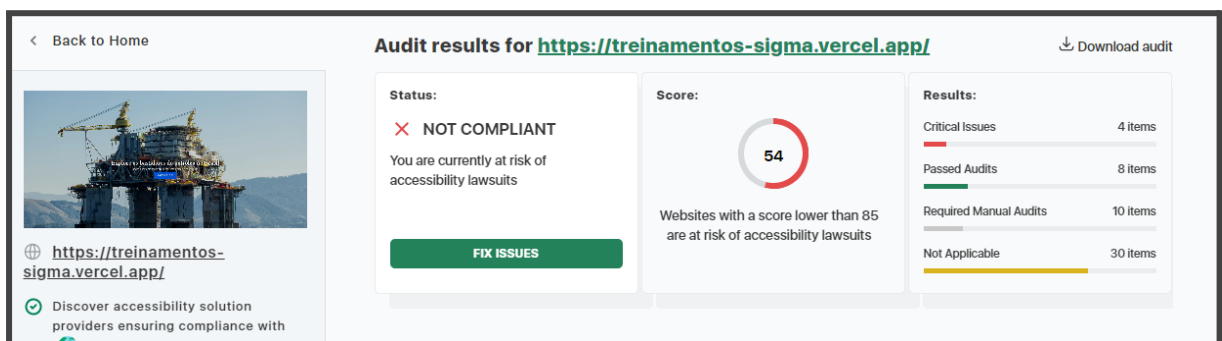 Back to Home
Audit results for https://treinamentos-sigma.vercel.app/
Download audit
https://treinamentos-
sigma.vercel.app/
Discover accessibility solution
providers ensuring compliance with
Status:
NOT COMPLIANT
You are currently at risk of
accessibility lawsuits
FIX ISSUES
Score:
54
Websites with a score lower than 85
are at risk of accessibility lawsuits
Results:
Critical Issues 4 items
Passed Audits 8 items
Required Manual Audits 10 items
Not Applicable 30 items